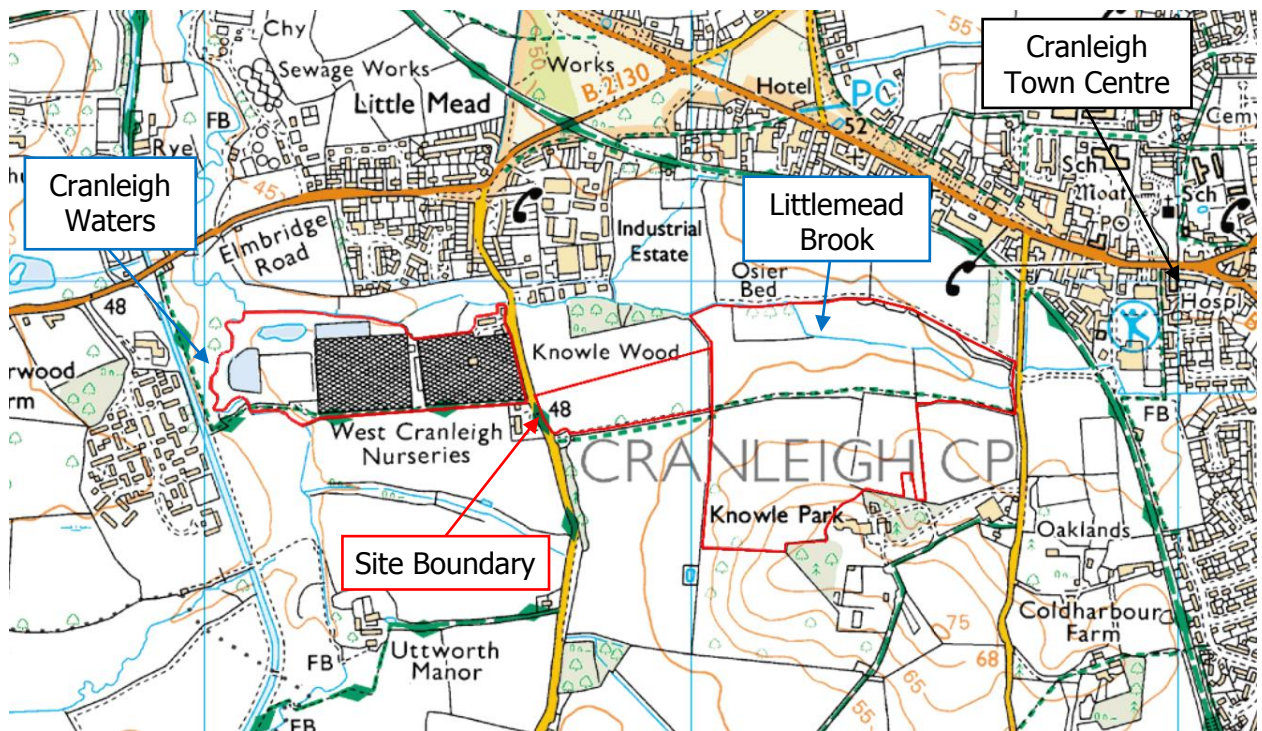 55
Chy
Cranleigh
Town Centre
50
Works
Sewage Works
B 2130
Hotel
PC
Little Mead
52
Cemy
FB
Rye
Sch
Sch
Moat
Cranleigh
Waters
45
Littlemead
Brook
Industrial
Estate
Elmbridge
Road
Osier
Bed
48
Hospl
Knowle Wood
48
West Cranleigh
Nurseries
FB
CRANLEIGH CP
Knowle Park
Site Boundary
Oaklands
75
Coldharbour
Farm
68
Uttworth
Manor
FB
65
55
FB